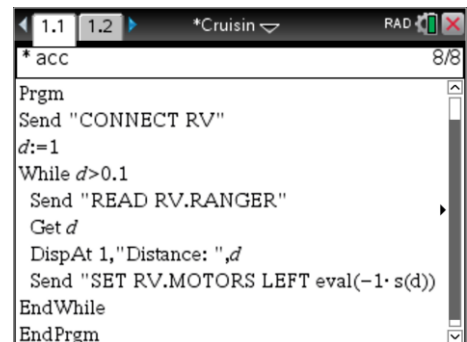 1.1 1.2 *Cruisin RAD
* acc 8/8
Prgm
Send "CONNECT RV"
d:=1
While d>0.1
Send "READ RV.RANGER"
Get d
DispAt 1,"Distance: ",d
Send "SET RV.MOTORS LEFT eval(−1· s(d))
EndWhile
EndPrgm